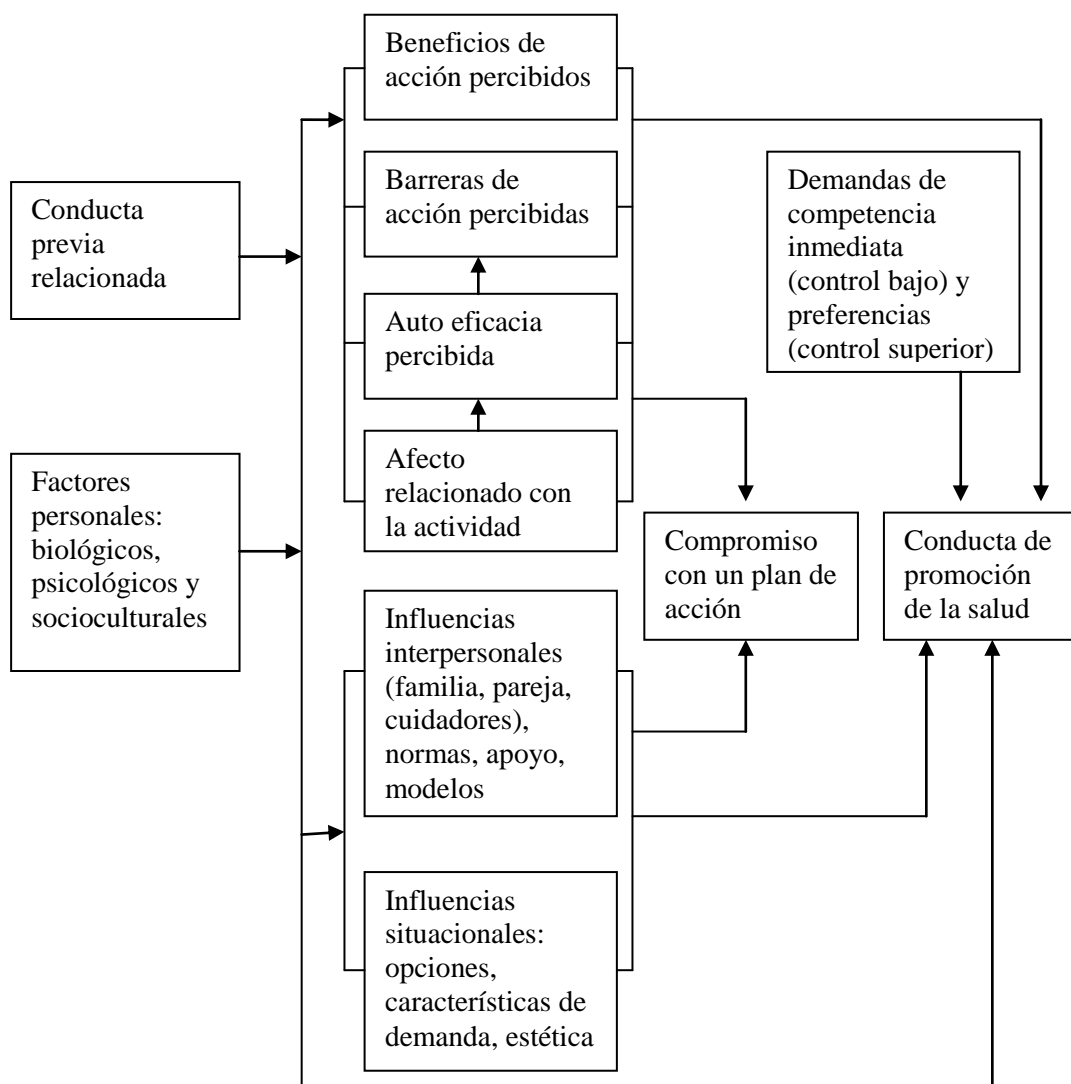 Beneficios de
acción percibidos
Barreras de
acción percibidas
Demandas de
competencia
inmediata
(control bajo) y
preferencias
(control superior)
Conducta
previa
relacionada
Auto eficacia
percibida
Afecto
relacionado con
la actividad
Factores
personales:
biológicos,
psicológicos y
socioculturales
Compromiso
con un plan de
acción
Conducta de
promoción
de la salud
Influencias
interpersonales
(familia, pareja,
cuidadores),
normas, apoyo,
modelos
Influencias
situacionales:
opciones,
características de
demanda, estética